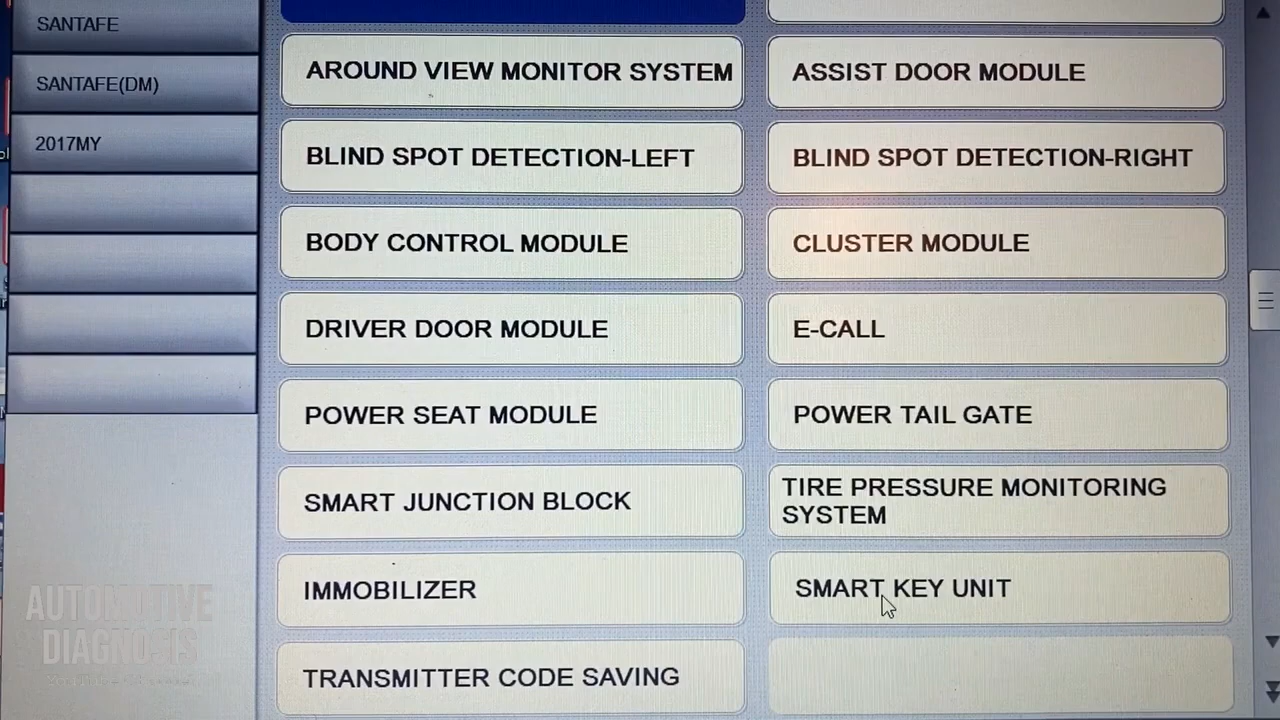 SANTAFE
SANTAFE(DM)
2017MY
AROUND VIEW MONITOR SYSTEM
ASSIST DOOR MODULE
BLIND SPOT DETECTION-LEFT
BLIND SPOT DETECTION-RIGHT
BODY CONTROL MODULE
CLUSTER MODULE
DRIVER DOOR MODULE
E-CALL
POWER SEAT MODULE
POWER TAIL GATE
SMART JUNCTION BLOCK
TIRE PRESSURE MONITORING
SYSTEM
IMMOBILIZER
SMART KEY UNIT
TRANSMITTER CODE SAVING
AUTOMOTIVE
DIAGNOSIS